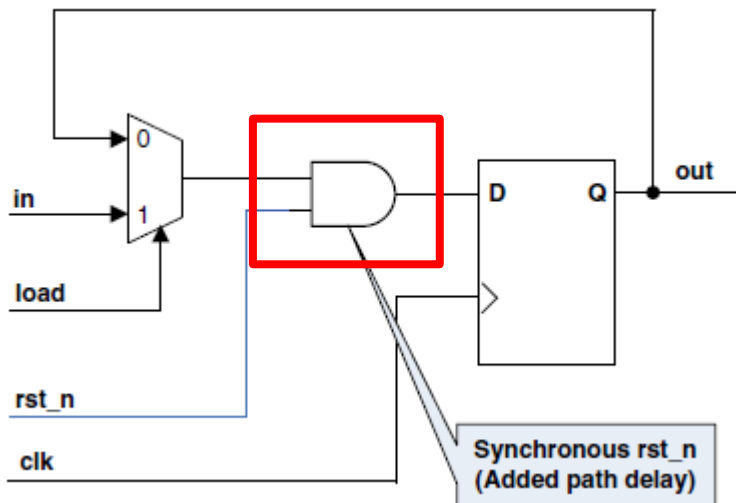 0
in
1
D
Q
out
load
rst_n
clk
Synchronous rst_n
(Added path delay)